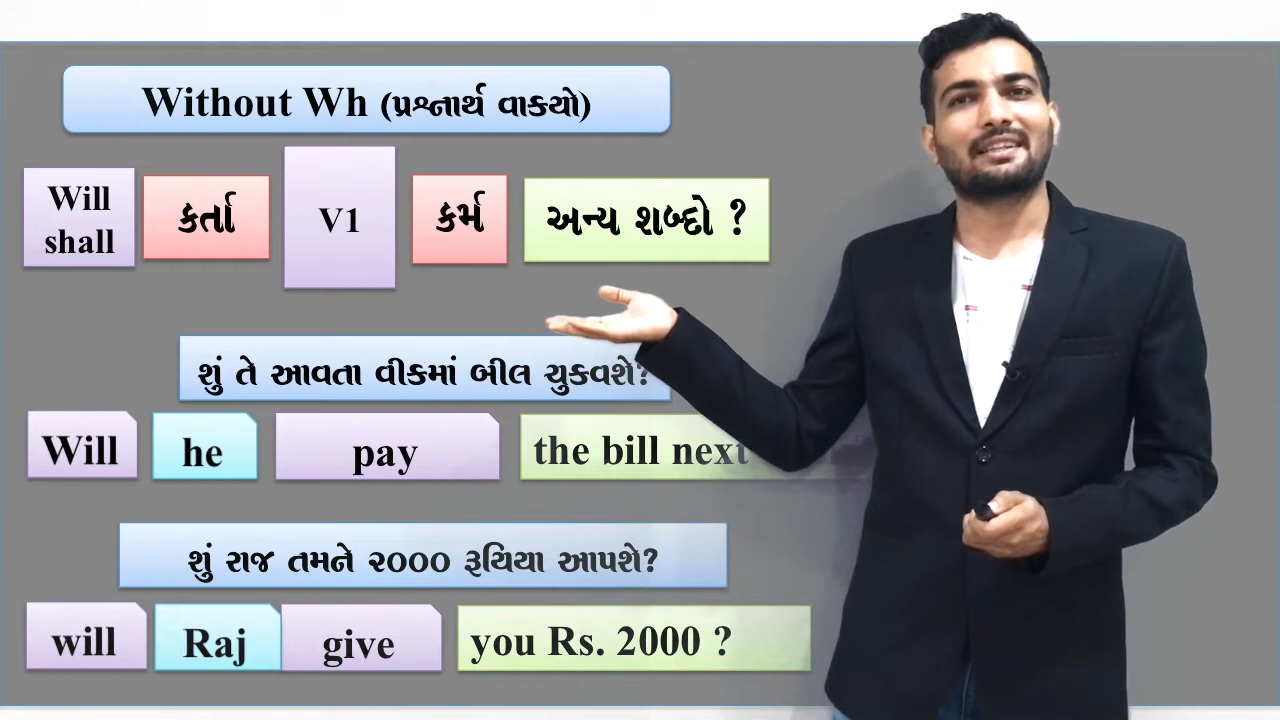 Without Wh (પ્રશ્નાર્થ વાકયો)
Will shall કર્તા V1 કર્મ અન્ય શબ્દો ?
શું તે આવતા વીકમાં બીલ ચુકવશે?
Will he pay the bill next
શું રાજ તમને ૨૦૦૦ રૂયિયા આપશે?
will Raj give you Rs. 2000 ?